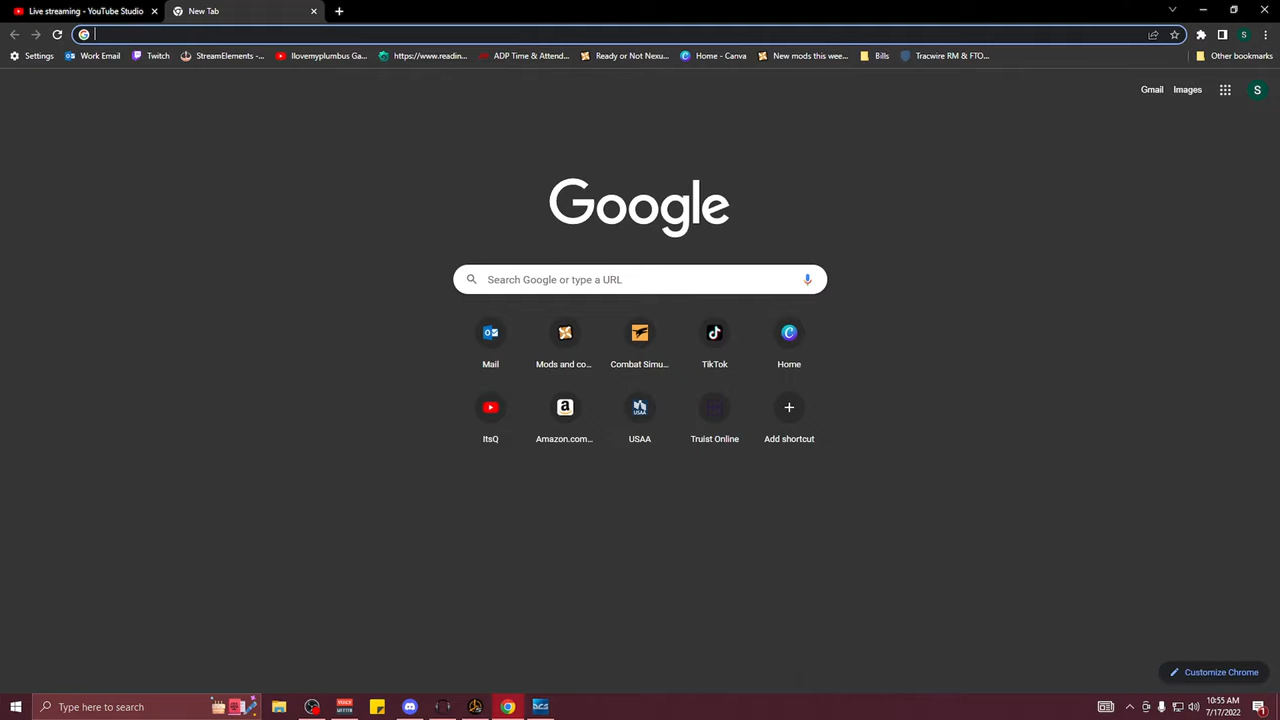 Live streaming - YouTube Studio
New Tab
Settings
Work Email
Twitch
StreamElements -...
Ilovemyplumbus Ga...
https://www.readin...
ADP Time & Attend...
Ready or Not Nexu...
Home - Canva
New mods this wee...
Bills
Tracwire RM & FTO...
Other bookmarks
Gmail
Images
S
S
Google
Search Google or type a URL
Mail
Mods and co...
Combat Simu...
TikTok
Home
ItsQ
Amazon.com...
USAA
Truist Online
Add shortcut
Customize Chrome
Type here to search
10:55 AM
7/17/2022